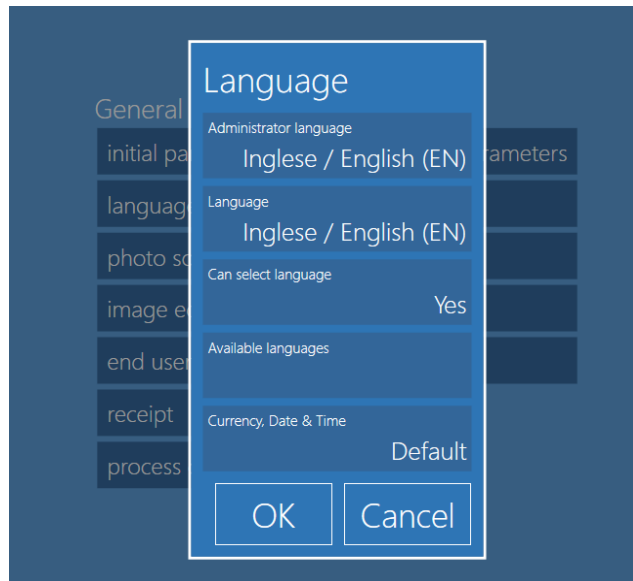 Language
General
Administrator language
Inglese / English (EN)
initial pa
rameters
Language
Inglese / English (EN)
languag
photo sc
Can select language
Yes
image e
Available languages
end user
receipt
Currency, Date & Time
Default
process
OK
Cancel